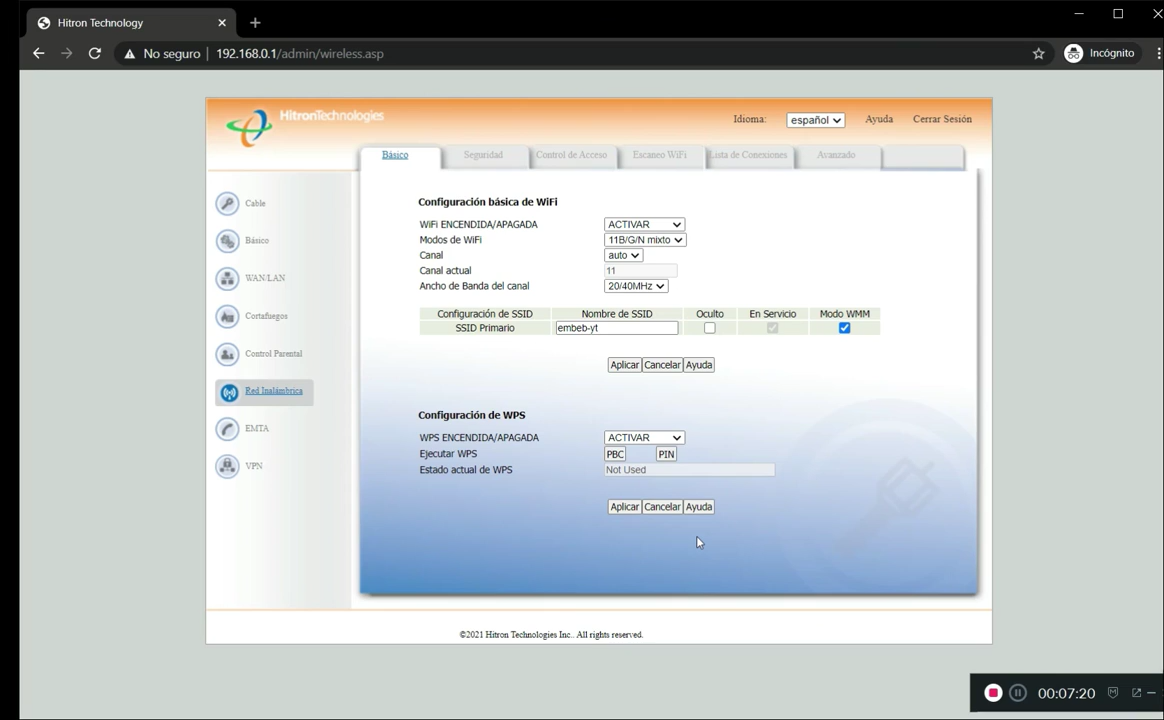 Hitron Technology
No seguro | 192.168.0.1/admin/wireless.asp
Incógnito
HitronTechnologies
Idioma: español Ayuda Cerrar Sesión
Básico Seguridad Control de Acceso Escaneo WiFi Lista de Conexiones Avanzado
Cable
Básico
WAN/LAN
Cortafuegos
Control Parental
Red Inalámbrica
EMTA
VPN
Configuración básica de WiFi
WiFi ENCENDIDA/APAGADA ACTIVAR
Modos de WiFi 11B/G/N mixto
Canal auto
Canal actual 11
Ancho de Banda del canal 20/40MHz
Configuración de SSID Nombre de SSID Oculto En Servicio Modo WMM
SSID Primario embeb-yt
Aplicar Cancelar Ayuda
Configuración de WPS
WPS ENCENDIDA/APAGADA ACTIVAR
Ejecutar WPS PBC PIN
Estado actual de WPS Not Used
Aplicar Cancelar Ayuda
©2021 Hitron Technologies Inc.. All rights reserved.
00:07:20